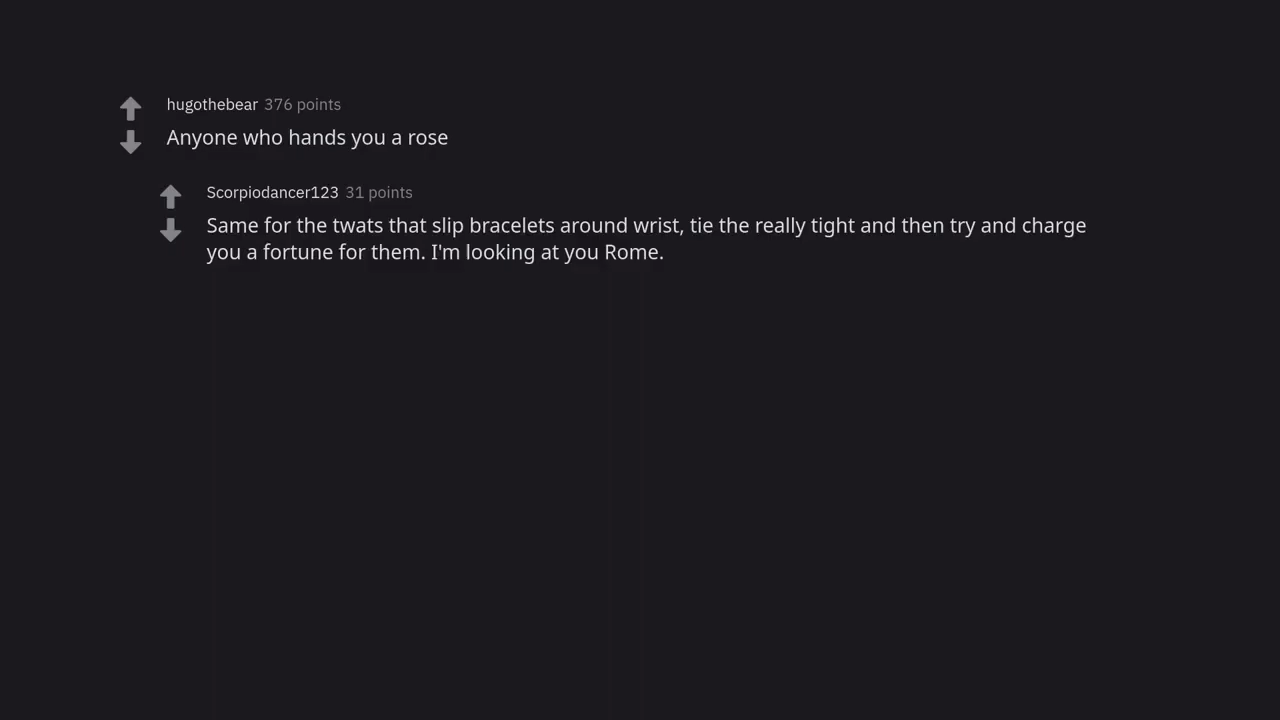 hugothebear 376 points
Anyone who hands you a rose
Scorpiodancer123 31 points
Same for the twats that slip bracelets around wrist, tie the really tight and then try and charge
you a fortune for them. I'm looking at you Rome.